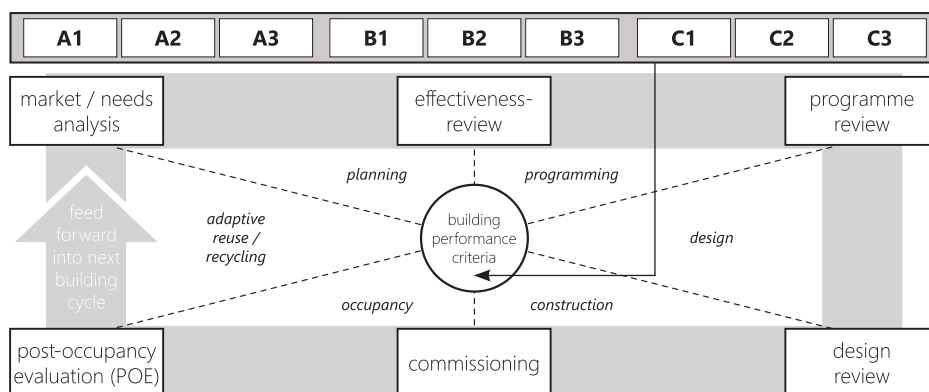 A1 A2 A3 B1 B2 B3 C1 C2 C3
market / needs
analysis
effectiveness-
review
programme
review
planning
programming
feed
forward
into next
building
cycle
adaptive
reuse /
recycling
building
performance
criteria
design
occupancy
construction
post-occupancy
evaluation (POE)
commissioning
design
review